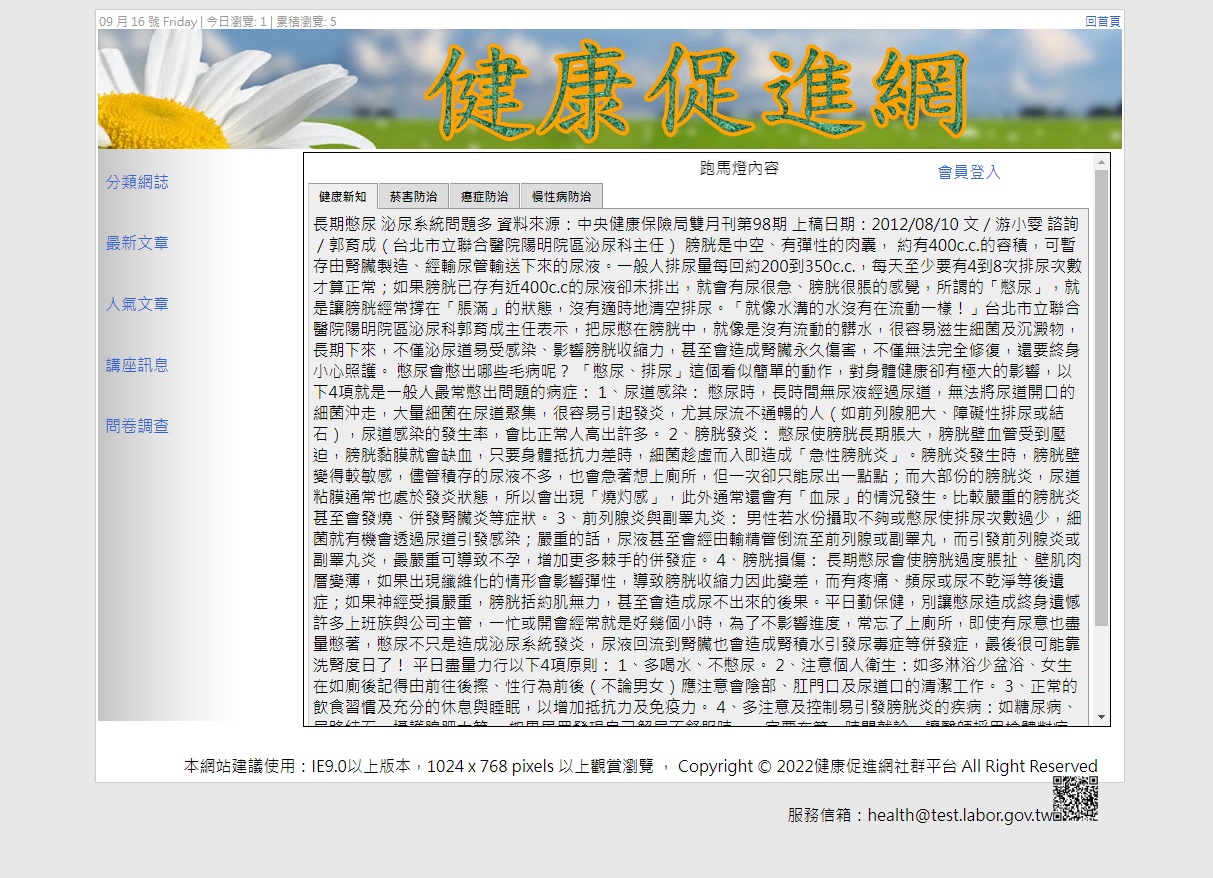 09 月 16 號 Friday | 今日瀏覽: 1 | 累積瀏覽: 5
回首頁
健康促進網
跑馬燈內容
會員登入
分類網誌
最新文章
人氣文章
講座訊息
問卷調查
健康新知 菸害防治 癌症防治 慢性病防治
長期憋尿 泌尿系統問題多 資料來源：中央健康保險局雙月刊第98期 上稿日期：2012/08/10 文 / 游小雯 諮詢
/ 郭育成（台北市立聯合醫院陽明院區泌尿科主任） 膀胱是中空、有彈性的肉囊， 約有400c.c.的容積，可暫
存由腎臟製造、經輸尿管輸送下來的尿液。一般人排尿量每回約200到350c.c.，每天至少要有4到8次排尿次數
才算正常；如果膀胱已存有近400c.c的尿液卻未排出，就會有尿很急、膀胱很脹的感覺，所謂的「憋尿」，就
是讓膀胱經常撐在「脹滿」的狀態，沒有適時地清空排尿。「就像水溝的水沒有在流動一樣！」台北市立聯合
醫院陽明院區泌尿科郭育成主任表示，把尿憋在膀胱中，就像是沒有流動的髒水，很容易滋生細菌及沉澱物，
長期下來，不僅泌尿道易受感染、影響膀胱收縮力，甚至會造成腎臟永久傷害，不僅無法完全修復，還要終身
小心照護。 憋尿會憋出哪些毛病呢？ 「憋尿、排尿」這個看似簡單的動作，對身體健康卻有極大的影響，以
下4項就是一般人最常憋出問題的病症： 1、尿道感染： 憋尿時，長時間無尿液經過尿道，無法將尿道開口的
細菌沖走，大量細菌在尿道聚集，很容易引起發炎，尤其尿流不通暢的人（如前列腺肥大、障礙性排尿或結
石），尿道感染的發生率，會比正常人高出許多。 2、膀胱發炎： 憋尿使膀胱長期脹大，膀胱壁血管受到壓
迫，膀胱黏膜就會缺血，只要身體抵抗力差時，細菌趁虛而入即造成「急性膀胱炎」。膀胱炎發生時，膀胱壁
變得較敏感，儘管積存的尿液不多，也會急著想上廁所，但一次卻只能尿出一點點；而大部份的膀胱炎，尿道
粘膜通常也處於發炎狀態，所以會出現「燒灼感」，此外通常還會有「血尿」的情況發生。比較嚴重的膀胱炎
甚至會發燒、併發腎臟炎等症狀。 3、前列腺炎與副睪丸炎： 男性若水份攝取不夠或憋尿使排尿次數過少，細
菌就有機會透過尿道引發感染；嚴重的話，尿液甚至會經由輸精管倒流至前列腺或副睪丸，而引發前列腺炎或
副睪丸炎，最嚴重可導致不孕，增加更多棘手的併發症。 4、膀胱損傷： 長期憋尿會使膀胱過度脹扯、壁肌肉
層變薄，如果出現纖維化的情形會影響彈性，導致膀胱收縮力因此變差，而有疼痛、頻尿或尿不乾淨等後遺
症；如果神經受損嚴重，膀胱括約肌無力，甚至會造成尿不出來的後果。平日勤保健，別讓憋尿造成終身遺憾
許多上班族與公司主管，一忙或開會經常就是好幾個小時，為了不影響進度，常忘了上廁所，即使有尿意也盡
量憋著，憋尿不只是造成泌尿系統發炎，尿液回流到腎臟也會造成腎積水引發尿毒症等併發症，最後很可能靠
洗腎度日了！ 平日盡量力行以下4項原則： 1、多喝水、不憋尿。 2、注意個人衛生：如多淋浴少盆浴、女生
在如廁後記得由前往後擦、性行為前後（不論男女）應注意會陰部、肛門口及尿道口的清潔工作。 3、正常的
飲食習慣及充分的休息與睡眠，以增加抵抗力及免疫力。 4、多注意及控制易引發膀胱炎的疾病：如糖尿病、
本網站建議使用：IE9.0以上版本，1024 x 768 pixels 以上觀賞瀏覽 ， Copyright © 2022健康促進網社群平台 All Right Reserved
服務信箱：health@test.labor.gov.tw